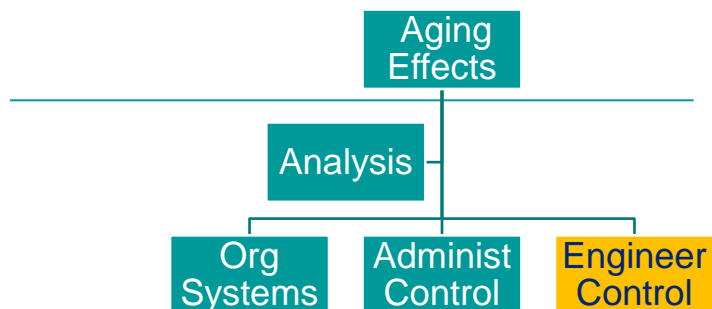 Aging
Effects
Analysis
Org
Systems
Administ
Control
Engineer
Control